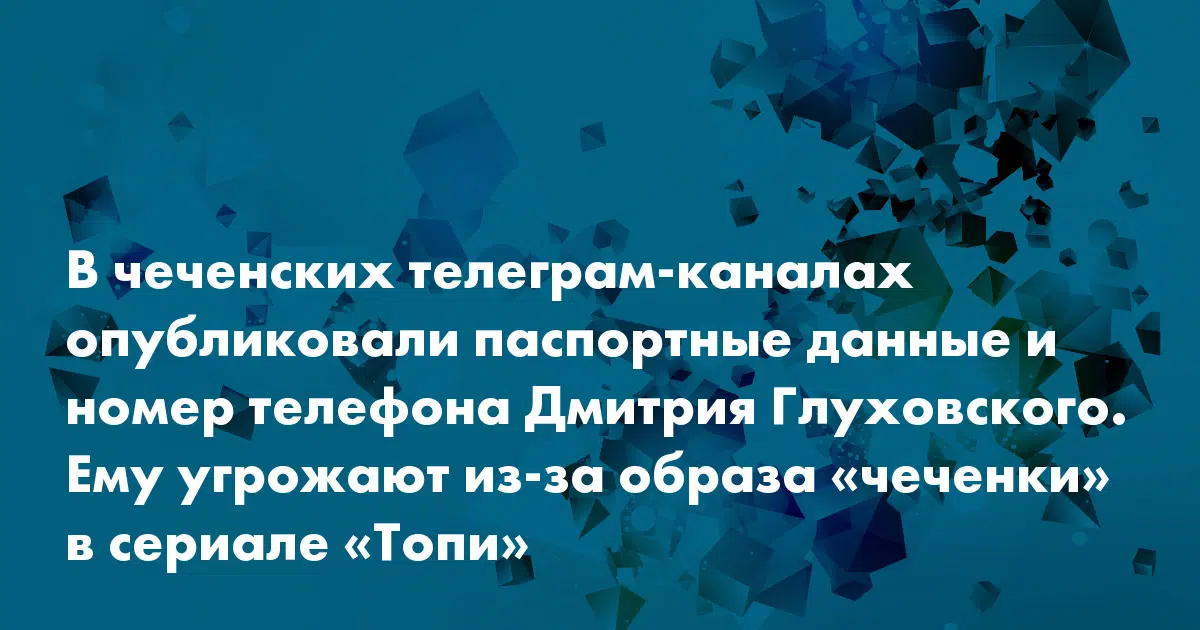 В чеченских телеграм-каналах
опубликовали паспортные данные и
номер телефона Дмитрия Глуховского.
Ему угрожают из-за образа «чеченки»
в сериале «Топи»